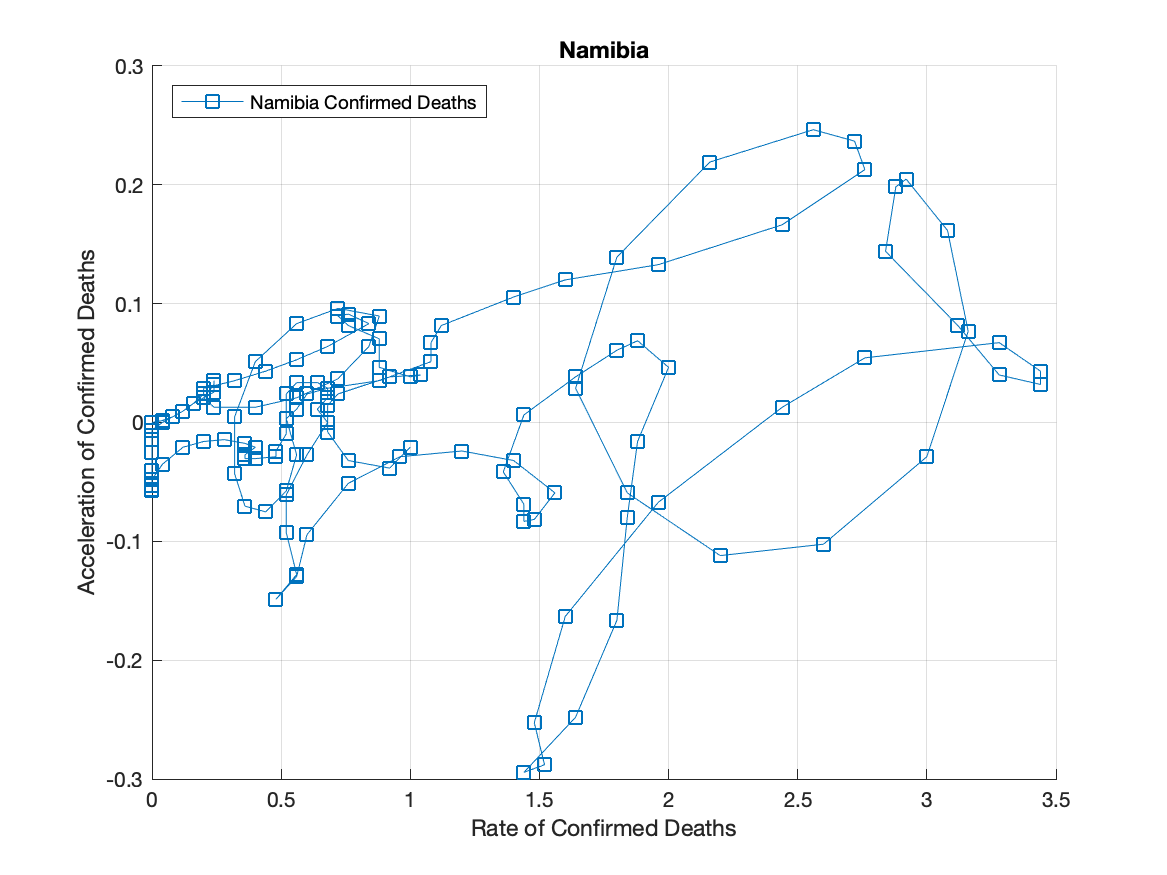 Namibia
0.3
Namibia Confirmed Deaths
0.2
0.1
0
-0.1
-0.2
-0.3
Acceleration of Confirmed Deaths
0 0.5 1 1.5 2 2.5 3 3.5
Rate of Confirmed Deaths